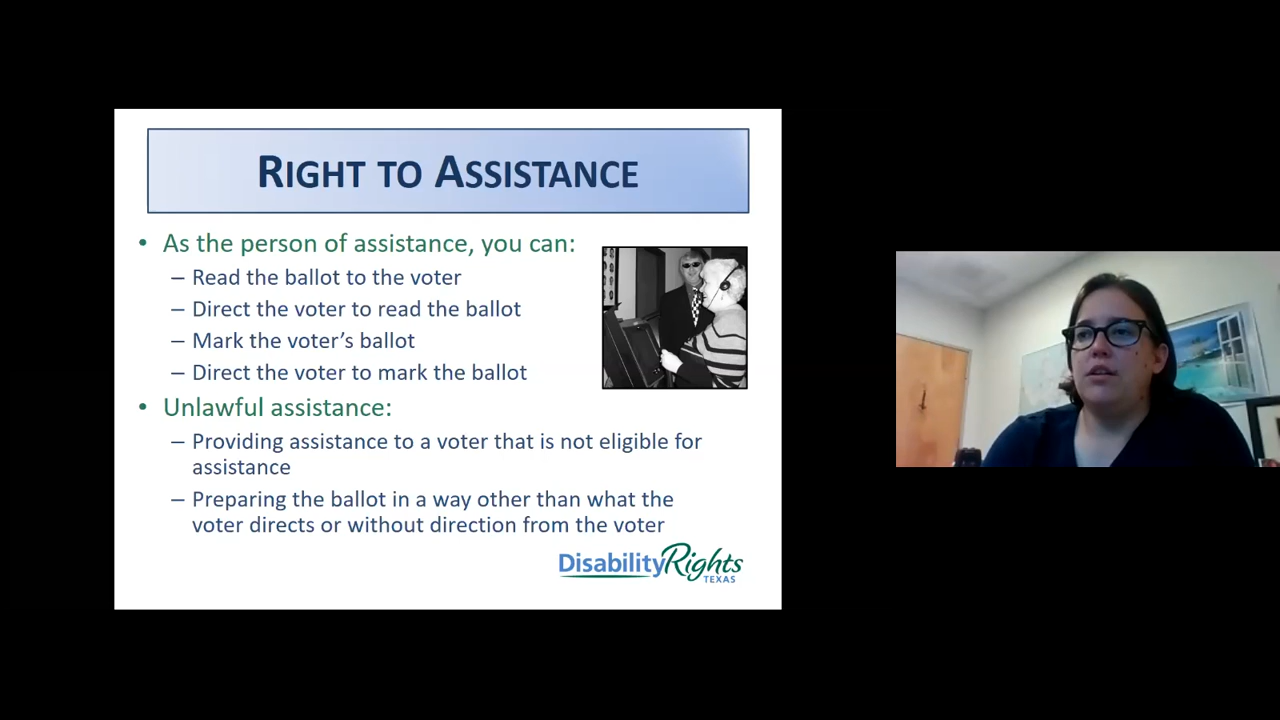 RIGHT TO ASSISTANCE
• As the person of assistance, you can:
– Read the ballot to the voter
– Direct the voter to read the ballot
– Mark the voter’s ballot
– Direct the voter to mark the ballot
• Unlawful assistance:
– Providing assistance to a voter that is not eligible for
assistance
– Preparing the ballot in a way other than what the
voter directs or without direction from the voter
DisabilityRights
TEXAS